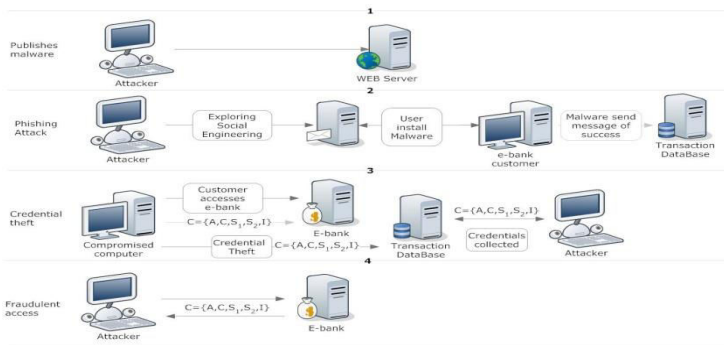 1
Publishes
malware
Attacker
WEB Server
2
Phishing
Attack
Attacker
Exploring
Social
Engineering
User
install
Malware
e-bank
customer
Malware send
message of
success
Transaction
DataBase
3
Credential
theft
Compromised
computer
Customer
accesses
e-bank
C={A,C,S₁,S₂,I}
E-bank
Credential
Theft
C={A,C,S₁,S₂,I}
Transaction
DataBase
C={A,C,S₁,S₂,I}
Credentials
collected
Attacker
4
Fraudulent
access
Attacker
C={A,C,S₁,S₂,I}
E-bank